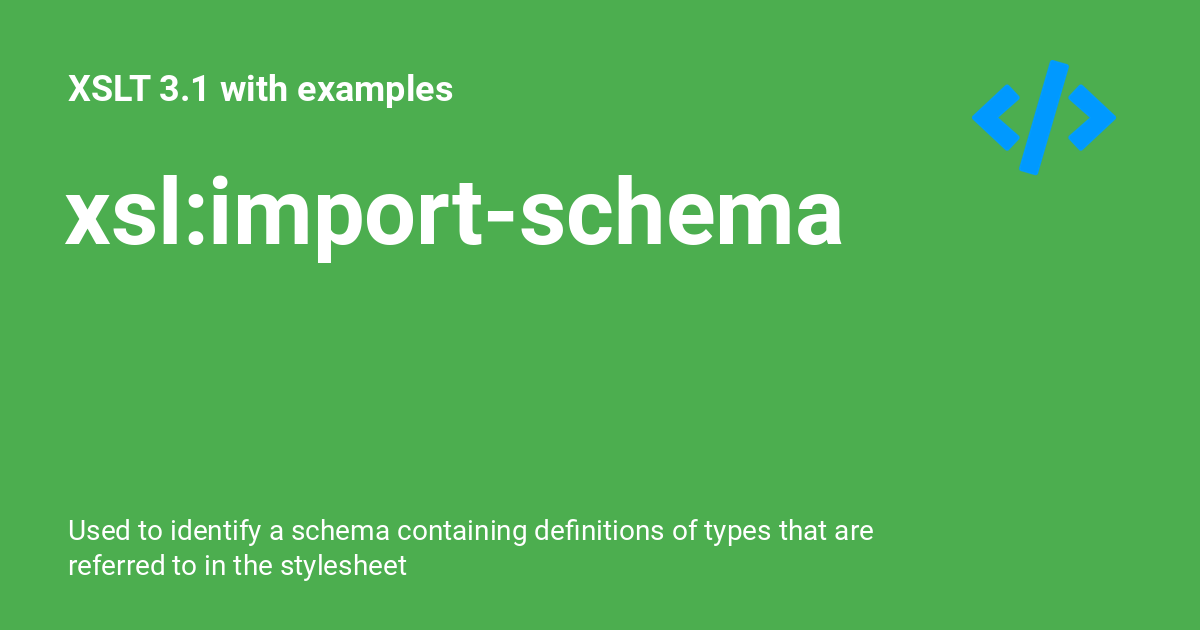 XSLT 3.1 with examples
xsl:import-schema
Used to identify a schema containing definitions of types that are
referred to in the stylesheet